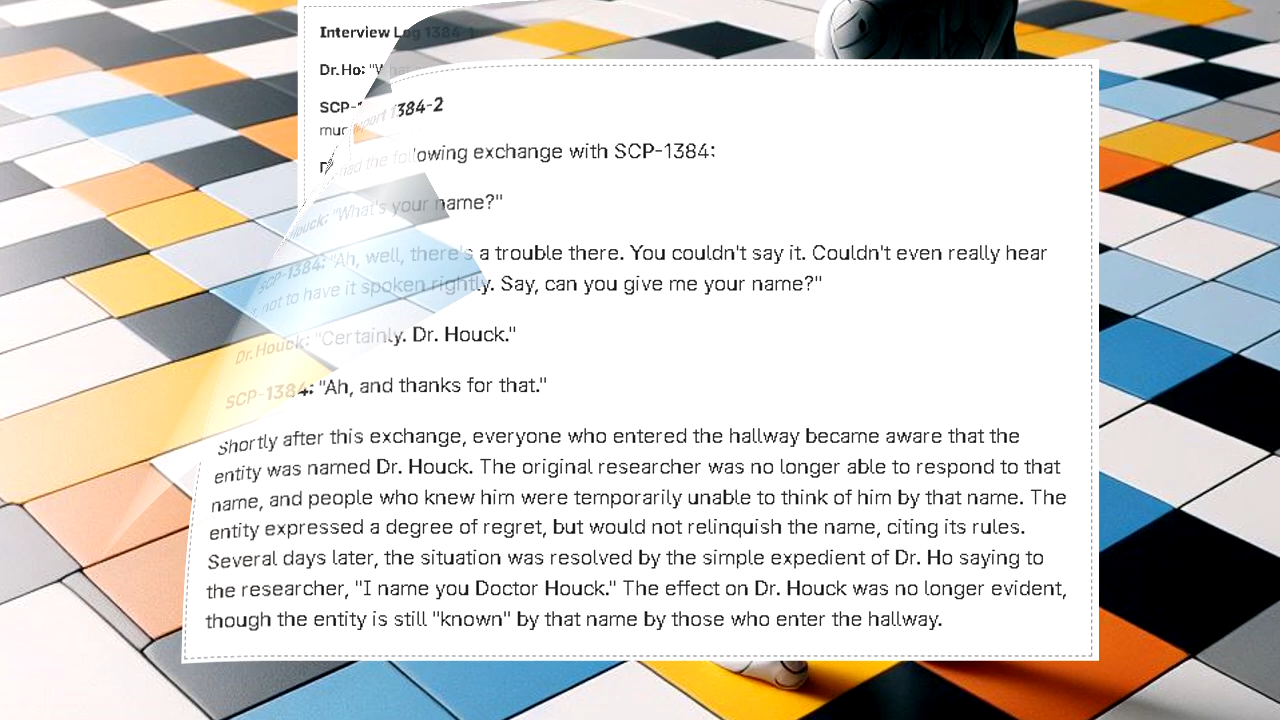 Interview Log 1384-1
Dr. Ho: "W
SCP-
muc
1384-2
had the following exchange with SCP-1384:
Houck: "What's your name?"
SCP-1384: "Ah, well, there's a trouble there. You couldn't say it. Couldn't even really hear
it not to have it spoken rightly. Say, can you give me your name?"
Dr. Houck: "Certainly. Dr. Houck."
SCP-1384: "Ah, and thanks for that."
Shortly after this exchange, everyone who entered the hallway became aware that the
entity was named Dr. Houck. The original researcher was no longer able to respond to that
name, and people who knew him were temporarily unable to think of him by that name. The
entity expressed a degree of regret, but would not relinquish the name, citing its rules.
Several days later, the situation was resolved by the simple expedient of Dr. Ho saying to
the researcher, "I name you Doctor Houck." The effect on Dr. Houck was no longer evident,
though the entity is still "known" by that name by those who enter the hallway.